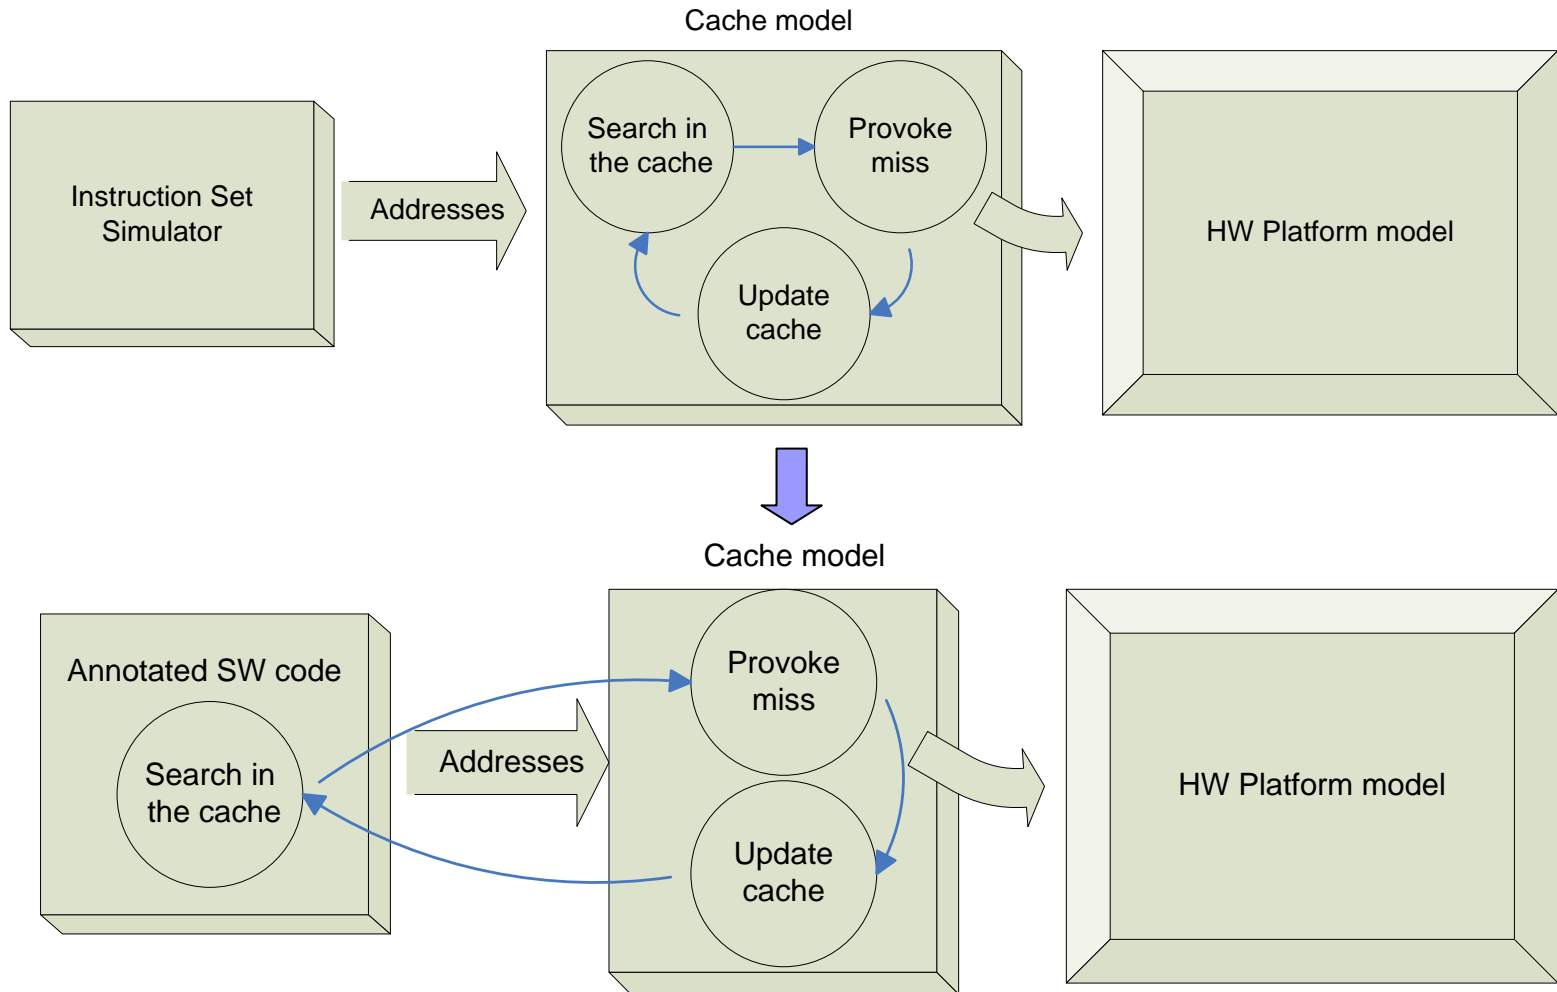 Cache model
Instruction Set
Simulator
Addresses
Search in
the cache
Provoke
miss
Update
cache
HW Platform model
Cache model
Annotated SW code
Search in
the cache
Addresses
Provoke
miss
Update
cache
HW Platform model